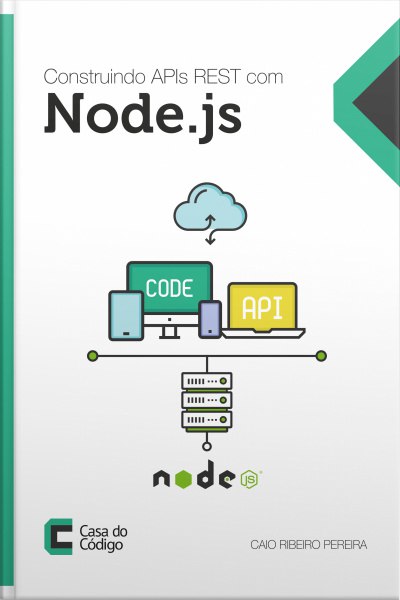 Construindo APIs REST com
Node.js
CODE
API
node
JS
Casa do
Código
CAIO RIBEIRO PEREIRA